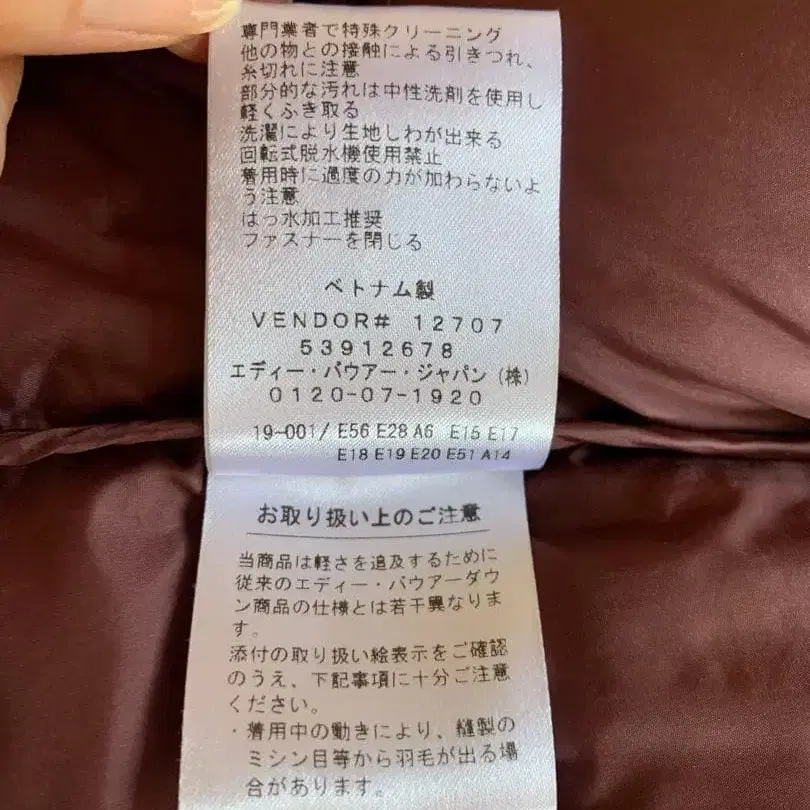 専門業者で特殊クリーニング
他の物との接触による引きつれ、
糸切れに注意
部分的な汚れは中性洗剤を使用し
軽くふき取る
洗濯により生地しわが出来る
回転式脱水機使用禁止
着用時に過度の力が加わらないよ
う注意
はっ水加工推奨
ファスナーを閉じる
ベトナム製
VENDOR# 12707
53912678
エディー・バウアー・ジャパン(株)
0120-07-1920
19-001/ E56 E28 A6 E15 E17
E18 E19 E20 E51 A14
お取り扱い上のご注意
当商品は軽さを追及するために
従来のエディー・バウアーダウ
ン商品の仕様とは若干異なりま
す。
添付の取り扱い絵表示をご確認
のうえ、下記事項に十分ご注意
ください。
・着用中の動きにより、縫製の
ミシン目等から羽毛が出る場
合があります。